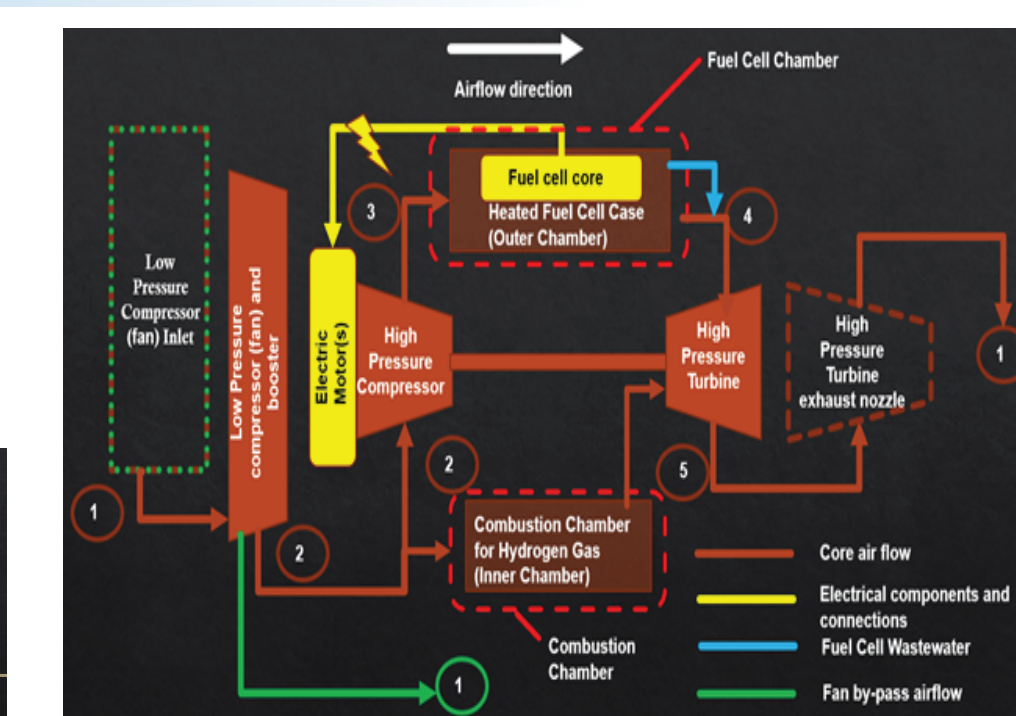 Fuel Cell Chamber
Airflow direction
Fuel cell core
Heated Fuel Cell Case
(Outer Chamber)
3
4
Low
Pressure
Compressor
(fan) Inlet
Low Pressure
compressor (fan) and
booster
Electric
Motor(s)
High
Pressure
Compressor
High
Pressure
Turbine
High
Pressure
Turbine
exhaust nozzle
1
2
5
1
2
Combustion Chamber
for Hydrogen Gas
(Inner Chamber)
Combustion
Chamber
1
Core air flow
Electrical components and
connections
Fuel Cell Wastewater
Fan by-pass airflow